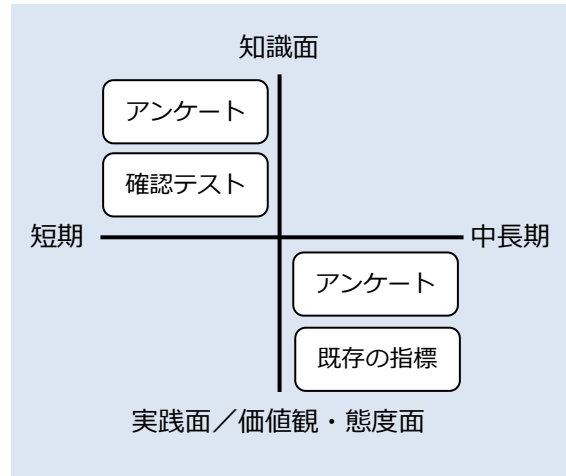 知識面
アンケート
確認テスト
短期
中長期
アンケート
既存の指標
実践面／価値観・態度面